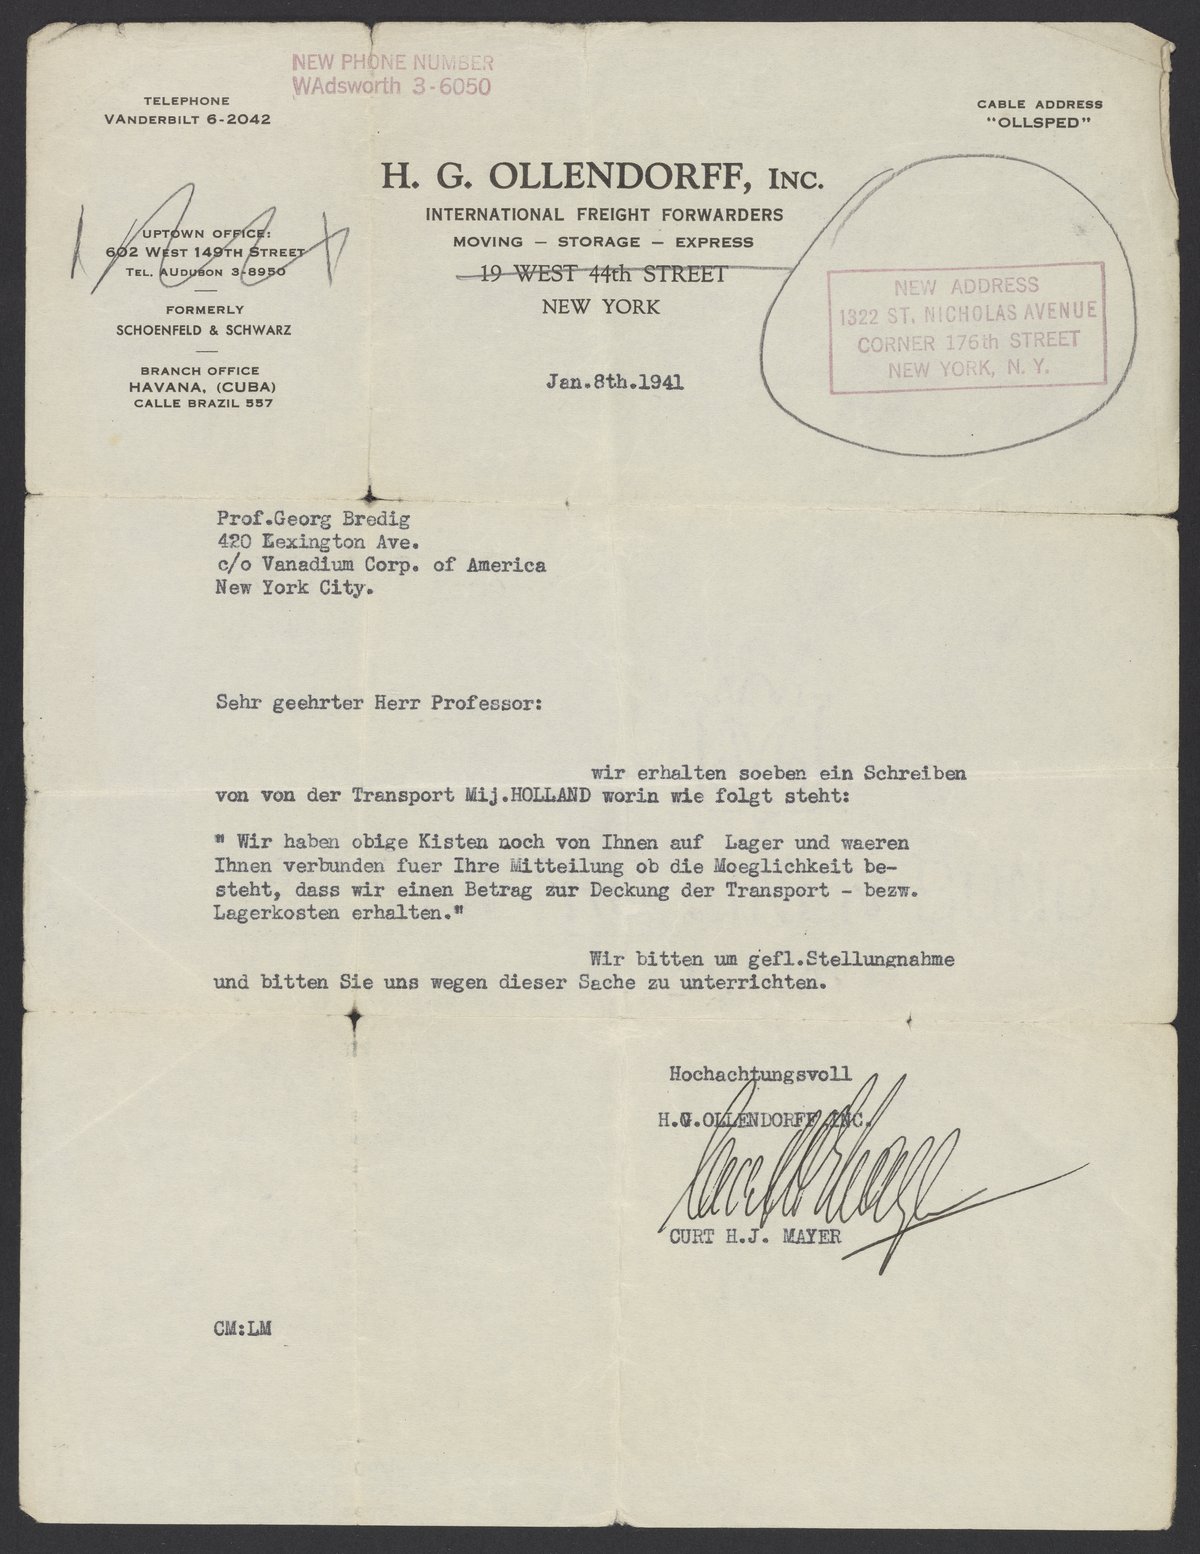 NEW PHONE NUMBER
WAdsworth 3-6050
TELEPHONE
VANDERBILT 6-2042
CABLE ADDRESS
"OLLSPED"
H. G. OLLENDORFF, INC.
INTERNATIONAL FREIGHT FORWARDERS
MOVING — STORAGE — EXPRESS
19 WEST 44th STREET
NEW YORK
UPTOWN OFFICE:
602 WEST 149TH STREET
TEL. AUDUBON 3-8950
FORMERLY
SCHOENFELD & SCHWARZ
BRANCH OFFICE
HAVANA, (CUBA)
CALLE BRAZIL 557
NEW ADDRESS
1322 ST. NICHOLAS AVENUE
CORNER 176th STREET
NEW YORK, N. Y.
Jan.8th.1941
Prof.Georg Bredig
420 Lexington Ave.
c/o Vanadium Corp. of America
New York City.
Sehr geehrter Herr Professor:
wir erhalten soeben ein Schreiben
von von der Transport Mij.HOLLAND worin wie folgt steht:
" Wir haben obige Kisten noch von Ihnen auf Lager und waeren
Ihnen verbunden fuer Ihre Mitteilung ob die Moeglichkeit be-
steht, dass wir einen Betrag zur Deckung der Transport - bezw.
Lagerkosten erhalten."
Wir bitten um gefl.Stellungnahme
und bitten Sie uns wegen dieser Sache zu unterrichten.
Hochachtungsvoll
H.G.OLLENDORFF,INC.
CURT H.J. MAYER
CM:LM